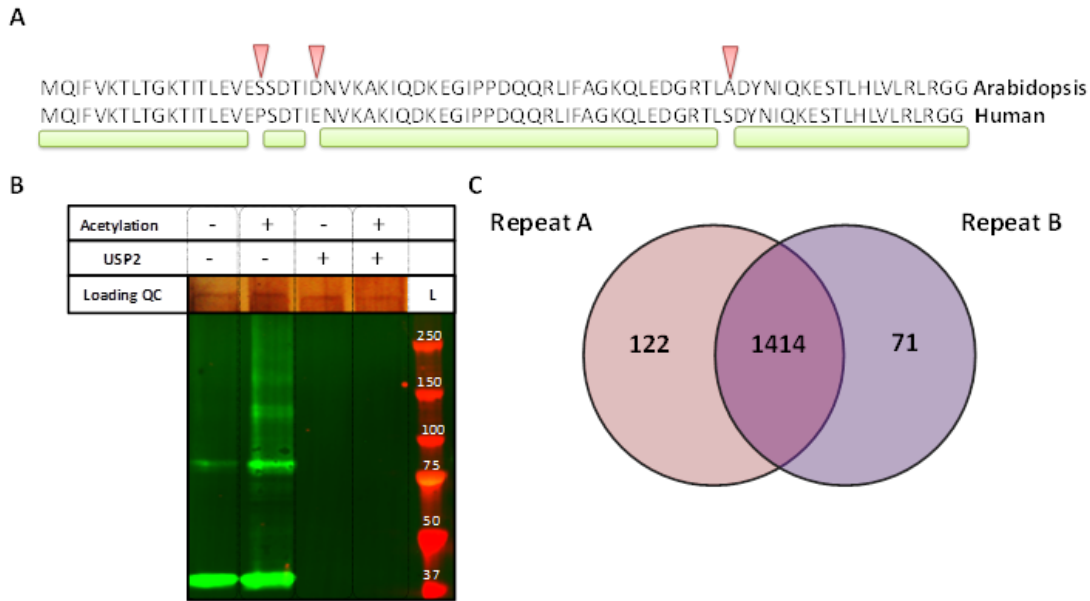 A
MQIFVKTLTGKTITLEVESSDTIDNVKAKIQDKEGIPPDQQRLIFAGKQLEDGRTLADYNIQKESTLHLVLRLRGG Arabidopsis
MQIFVKTLTGKTITLEVEPSDTIENVKAKIQDKEGIPPDQQRLIFAGKQLEDGRTLSDYNIQKESTLHLVLRLRGG Human
B
Acetylation - + - +
USP2 - - + +
Loading QC L
250
150
100
75
50
37
C
Repeat A Repeat B
122 1414 71